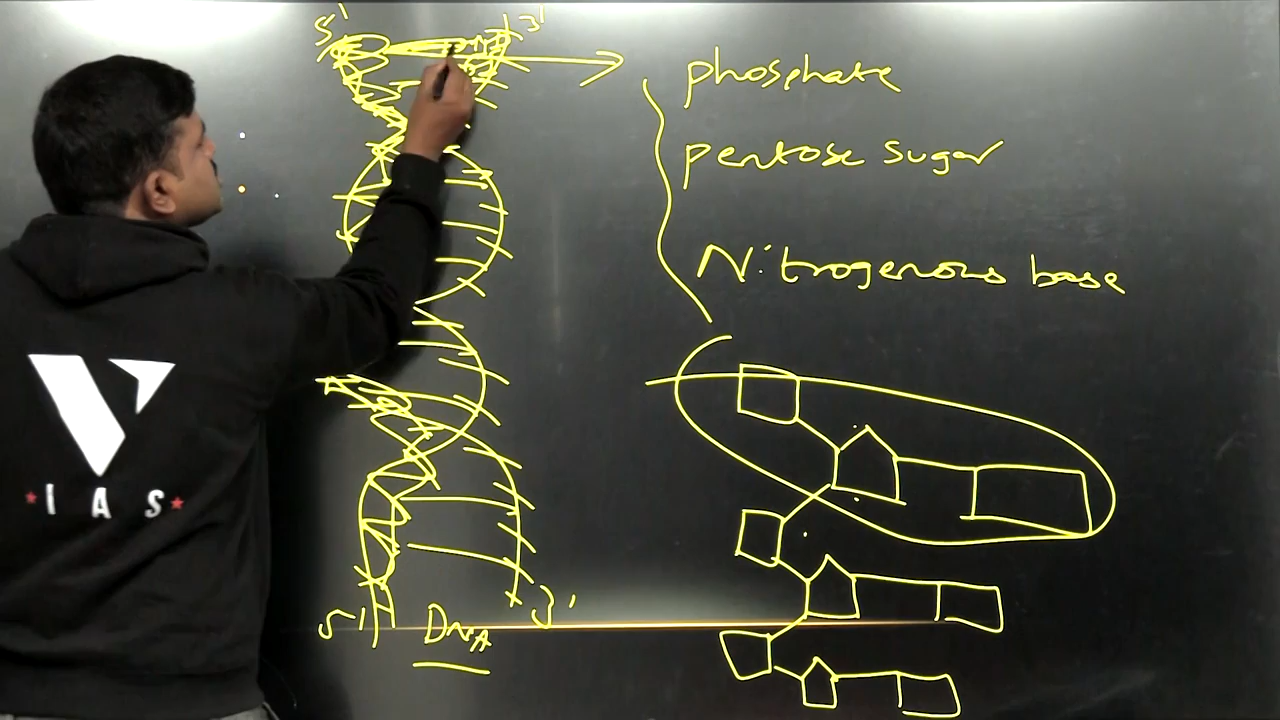 5' 3'
phosphate
pentose sugar
Nitrogenous base
5' 3'
DNA
V
IAS